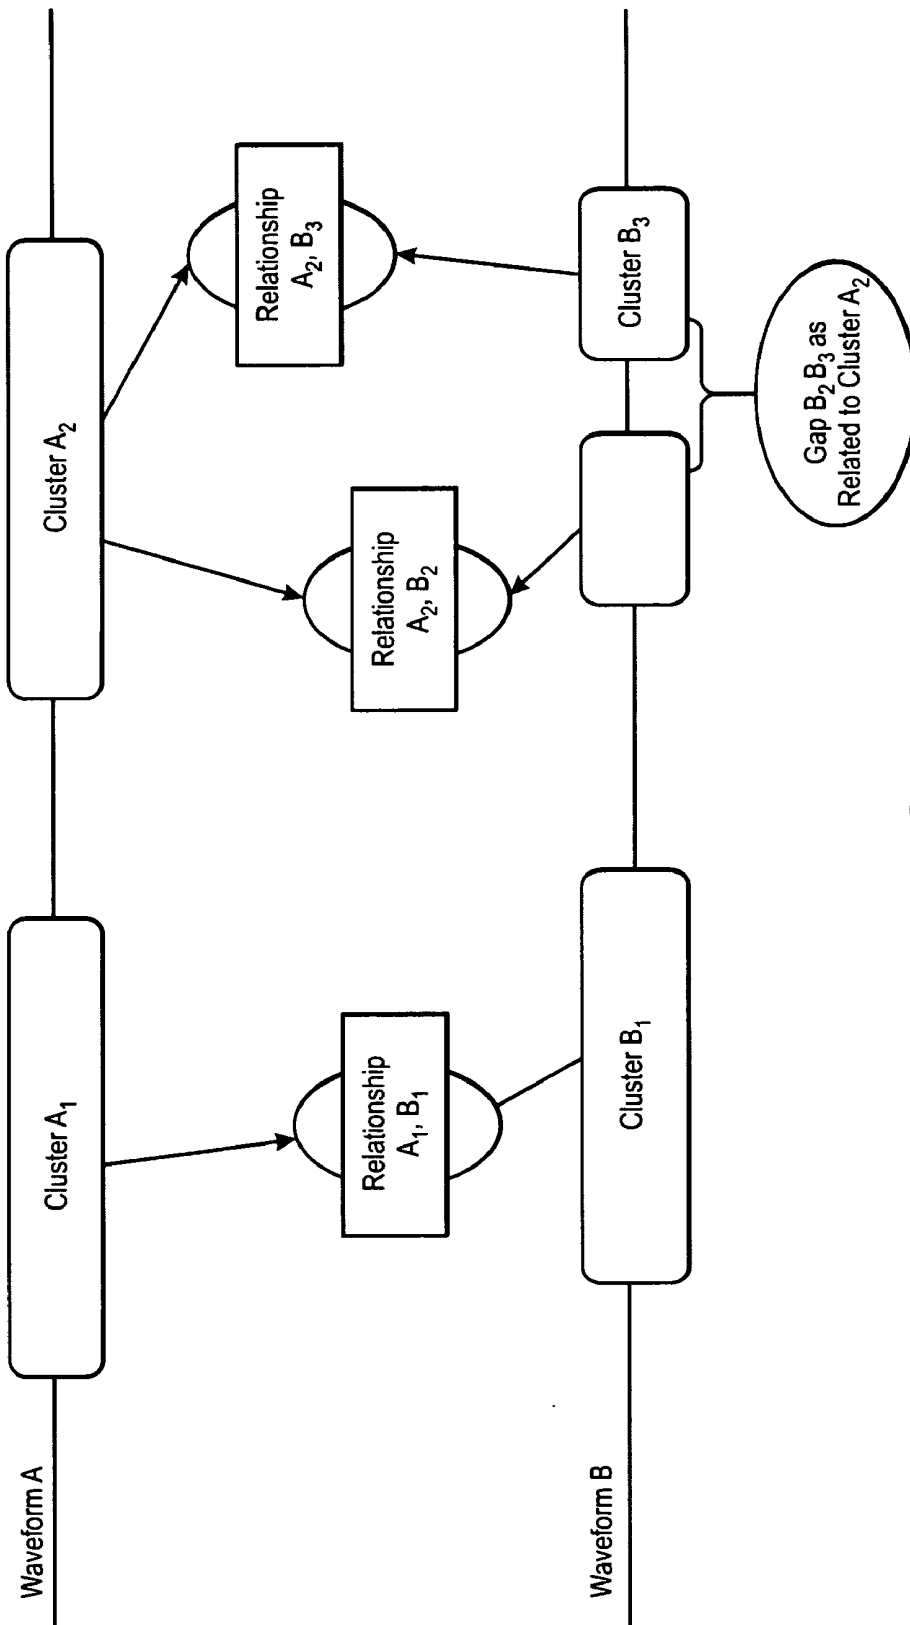 Waveform A
Cluster A₁
Cluster A₂
Relationship
A₁, B₁
Relationship
A₂, B₂
Relationship
A₂, B₃
Waveform B
Cluster B₁
Cluster B₃
Gap B₂ B₃ as
Related to Cluster A₂